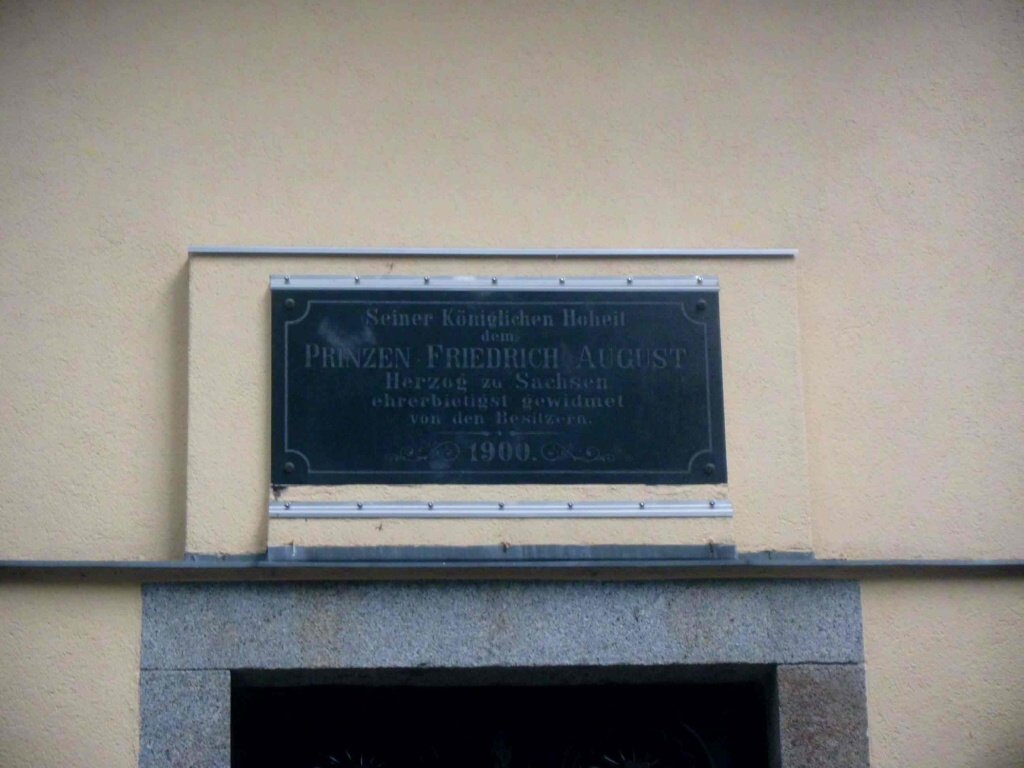 Seiner Königlichen Hoheit
dem
PRINZEN FRIEDRICH AUGUST
Herzog zu Sachsen
ehrerbietigst gewidmet
von den Besitzern.
1900.